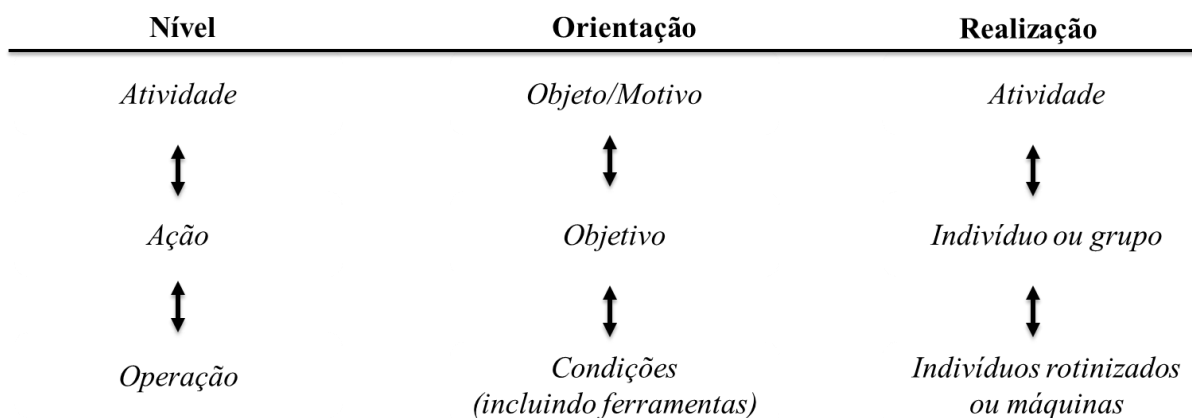 Nível Orientação Realização
Atividade Objeto/Motivo Atividade
Ação Objetivo Indivíduo ou grupo
Operação Condições Indivíduos rotinizados
(incluindo ferramentas) ou máquinas